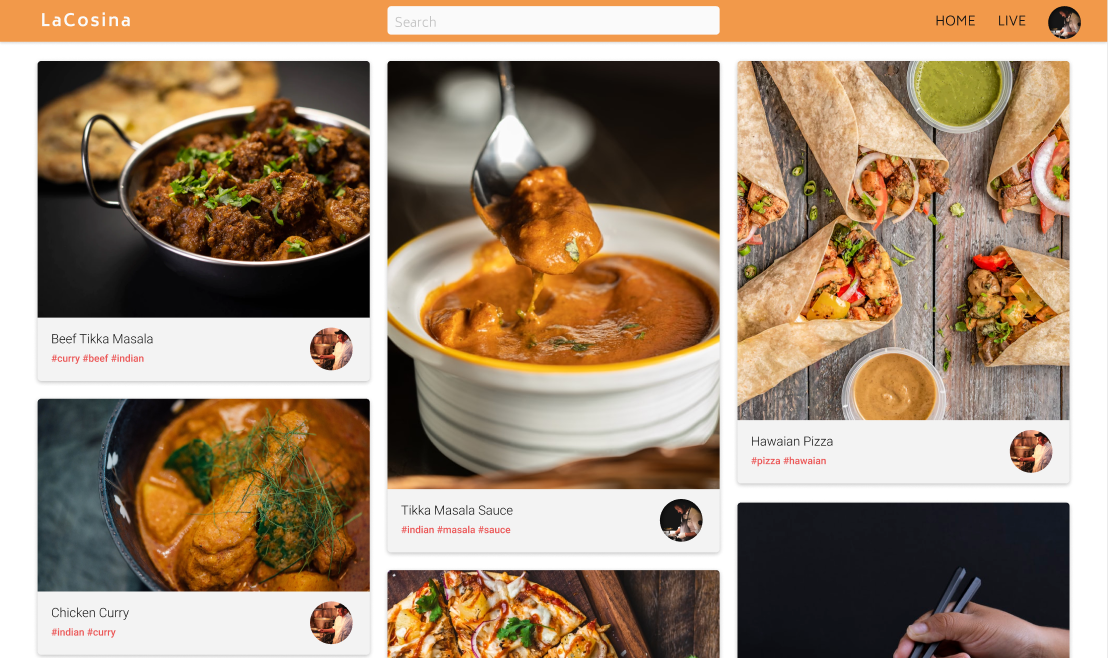 LaCosina
Search
HOME
LIVE
Beef Tikka Masala
#curry #beef #indian
Tikka Masala Sauce
#indian #masala #sauce
Hawaian Pizza
#pizza #hawaian
Chicken Curry
#indian #curry